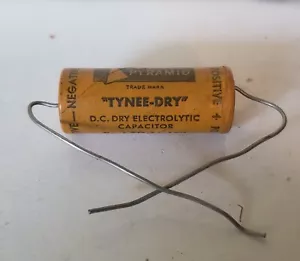 PYRAMID
TRADE MARK
"TYNEE-DRY"
D.C. DRY ELECTROLYTIC
CAPACITOR
NEGATIVE
POSITIVE +